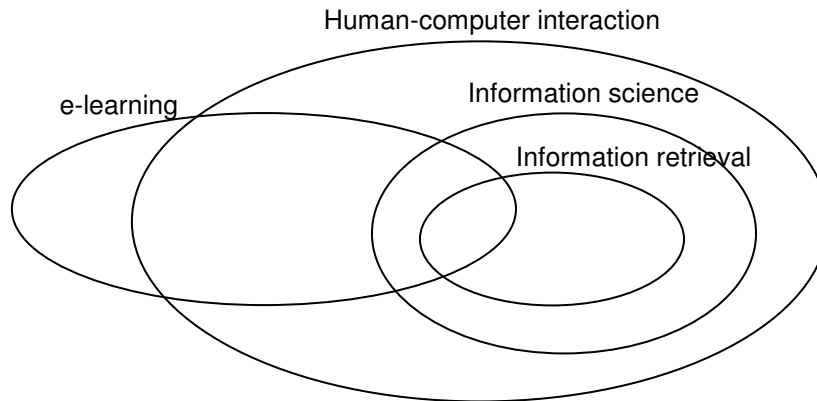 Human-computer interaction
e-learning
Information science
Information retrieval